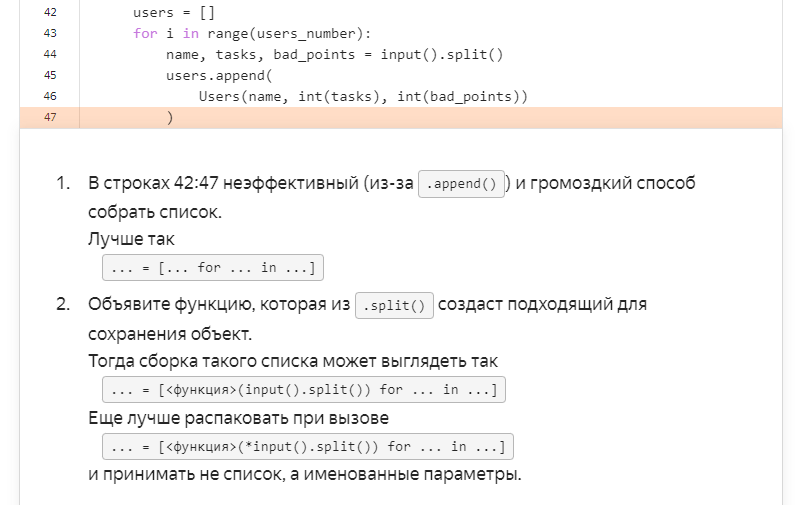 42 users = []
43 for i in range(users_number):
44 name, tasks, bad_points = input().split()
45 users.append(
46 Users(name, int(tasks), int(bad_points))
47 )
1. В строках 42:47 неэффективный (из-за .append() ) и громоздкий способ
собрать список.
Лучше так
... = [... for ... in ...]
2. Объявите функцию, которая из .split() создаст подходящий для
сохранения объект.
Тогда сборка такого списка может выглядеть так
... = [<функция>(input().split()) for ... in ...]
Еще лучше распаковать при вызове
... = [<функция>(*input().split()) for ... in ...]
и принимать не список, а именованные параметры.